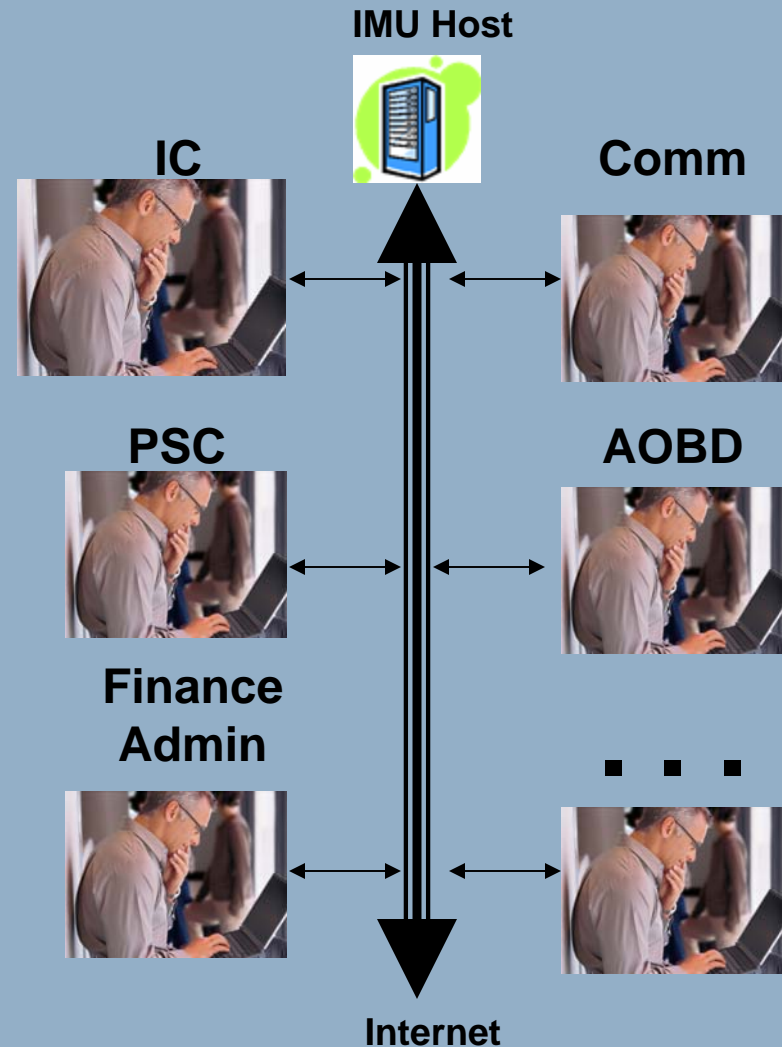 IMU Host
IC
Comm
PSC
AOBD
Finance
Admin
. . .
Internet